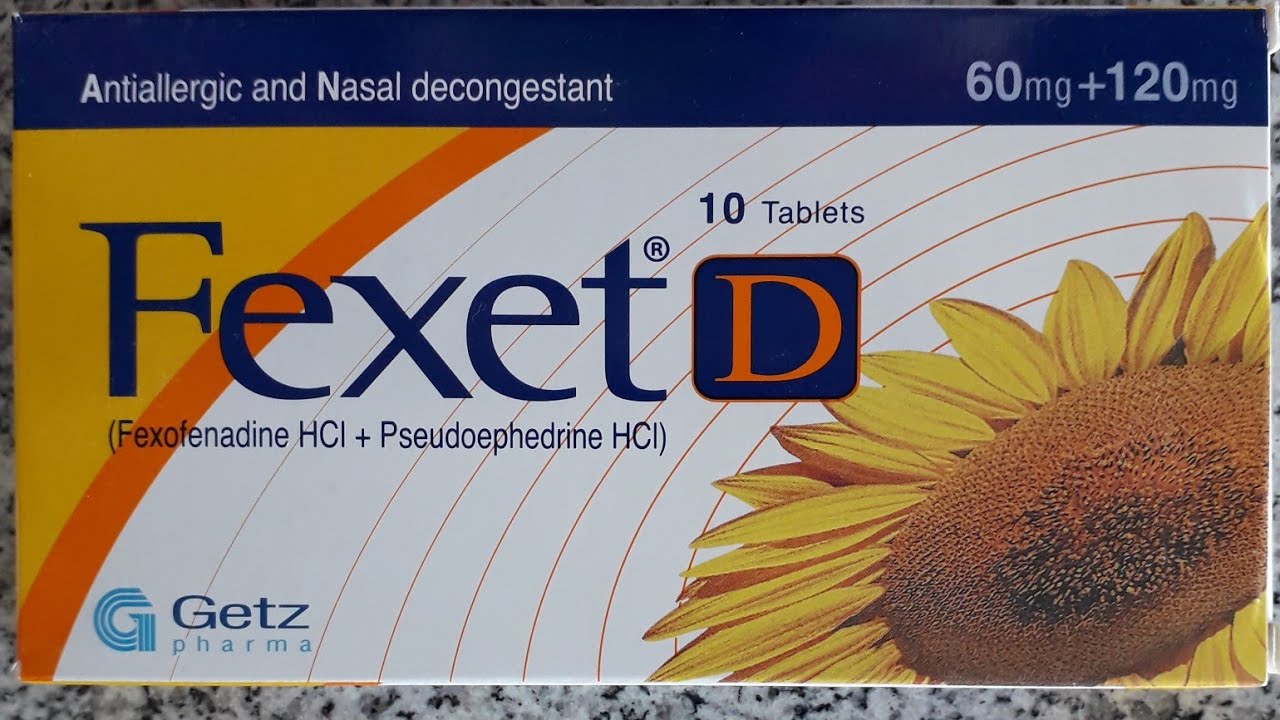 Antiallergic and Nasal decongestant
60mg+120mg
10 Tablets
Fexet® D
(Fexofenadine HCl + Pseudoephedrine HCl)
G Getz
pharma